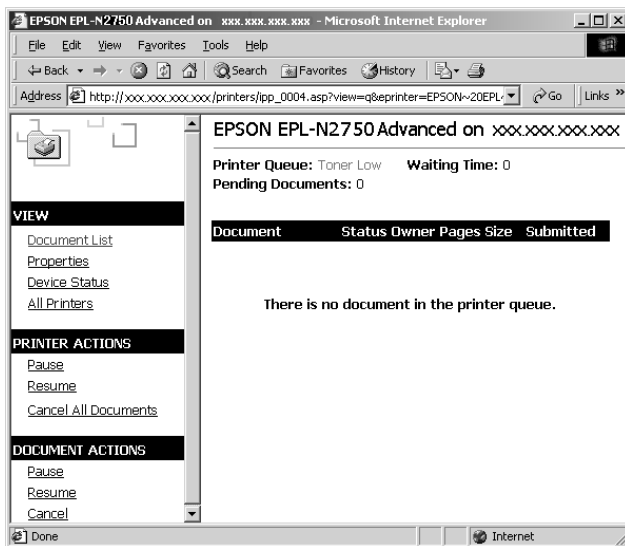 EPSON EPL-N2750 Advanced on xxx.xxx.xxx.xxx - Microsoft Internet Explorer
File Edit View Favorites Tools Help
Back Search Favorites History
Address http://xxx.xxx.xxx.xxx/printers/ipp_0004.asp?view=q&eprinter=EPSON~20EPL- Go Links »
EPSON EPL-N2750 Advanced on xxx.xxx.xxx.xxx
Printer Queue: Toner Low Waiting Time: 0
Pending Documents: 0
VIEW
Document List
Properties
Device Status
All Printers
PRINTER ACTIONS
Pause
Resume
Cancel All Documents
DOCUMENT ACTIONS
Pause
Resume
Cancel
Document Status Owner Pages Size Submitted
There is no document in the printer queue.
Done Internet